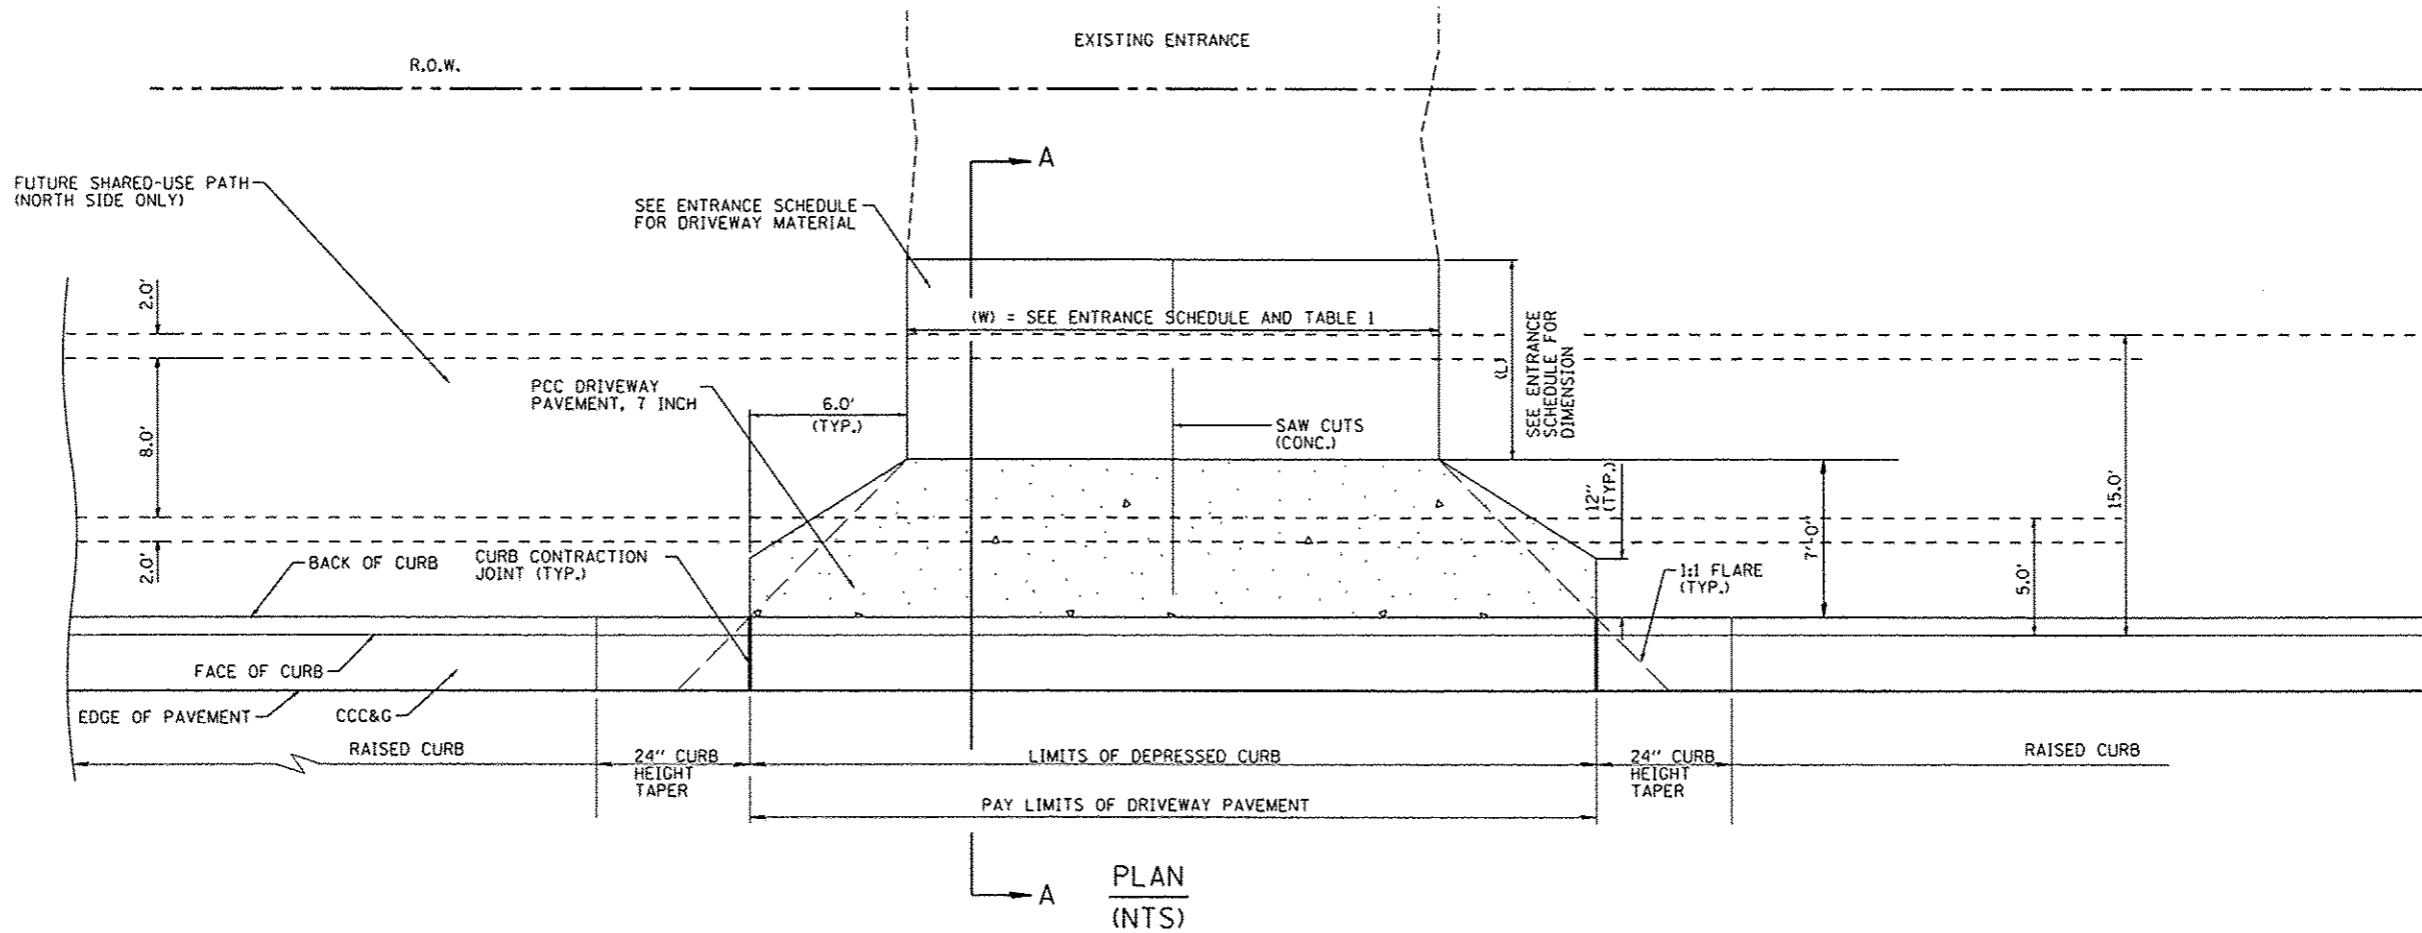 EXISTING ENTRANCE
R.O.W.
A
FUTURE SHARED-USE PATH
(NORTH SIDE ONLY)
SEE ENTRANCE SCHEDULE
FOR DRIVEWAY MATERIAL
2.0'
(W) = SEE ENTRANCE SCHEDULE AND TABLE 1
(L)
SEE ENTRANCE
SCHEDULE FOR
DIMENSION
PCC DRIVEWAY
PAVEMENT, 7 INCH
6.0'
(TYP.)
SAW CUTS
(CONC.)
8.0'
12"
(TYP.)
7'-0"
15.0'
2.0'
BACK OF CURB
CURB CONTRACTION
JOINT (TYP.)
1:1 FLARE
(TYP.)
5.0'
FACE OF CURB
EDGE OF PAVEMENT
CCC&G
RAISED CURB
24" CURB
HEIGHT
TAPER
LIMITS OF DEPRESSED CURB
24" CURB
HEIGHT
TAPER
RAISED CURB
PAY LIMITS OF DRIVEWAY PAVEMENT
A
PLAN
(NTS)